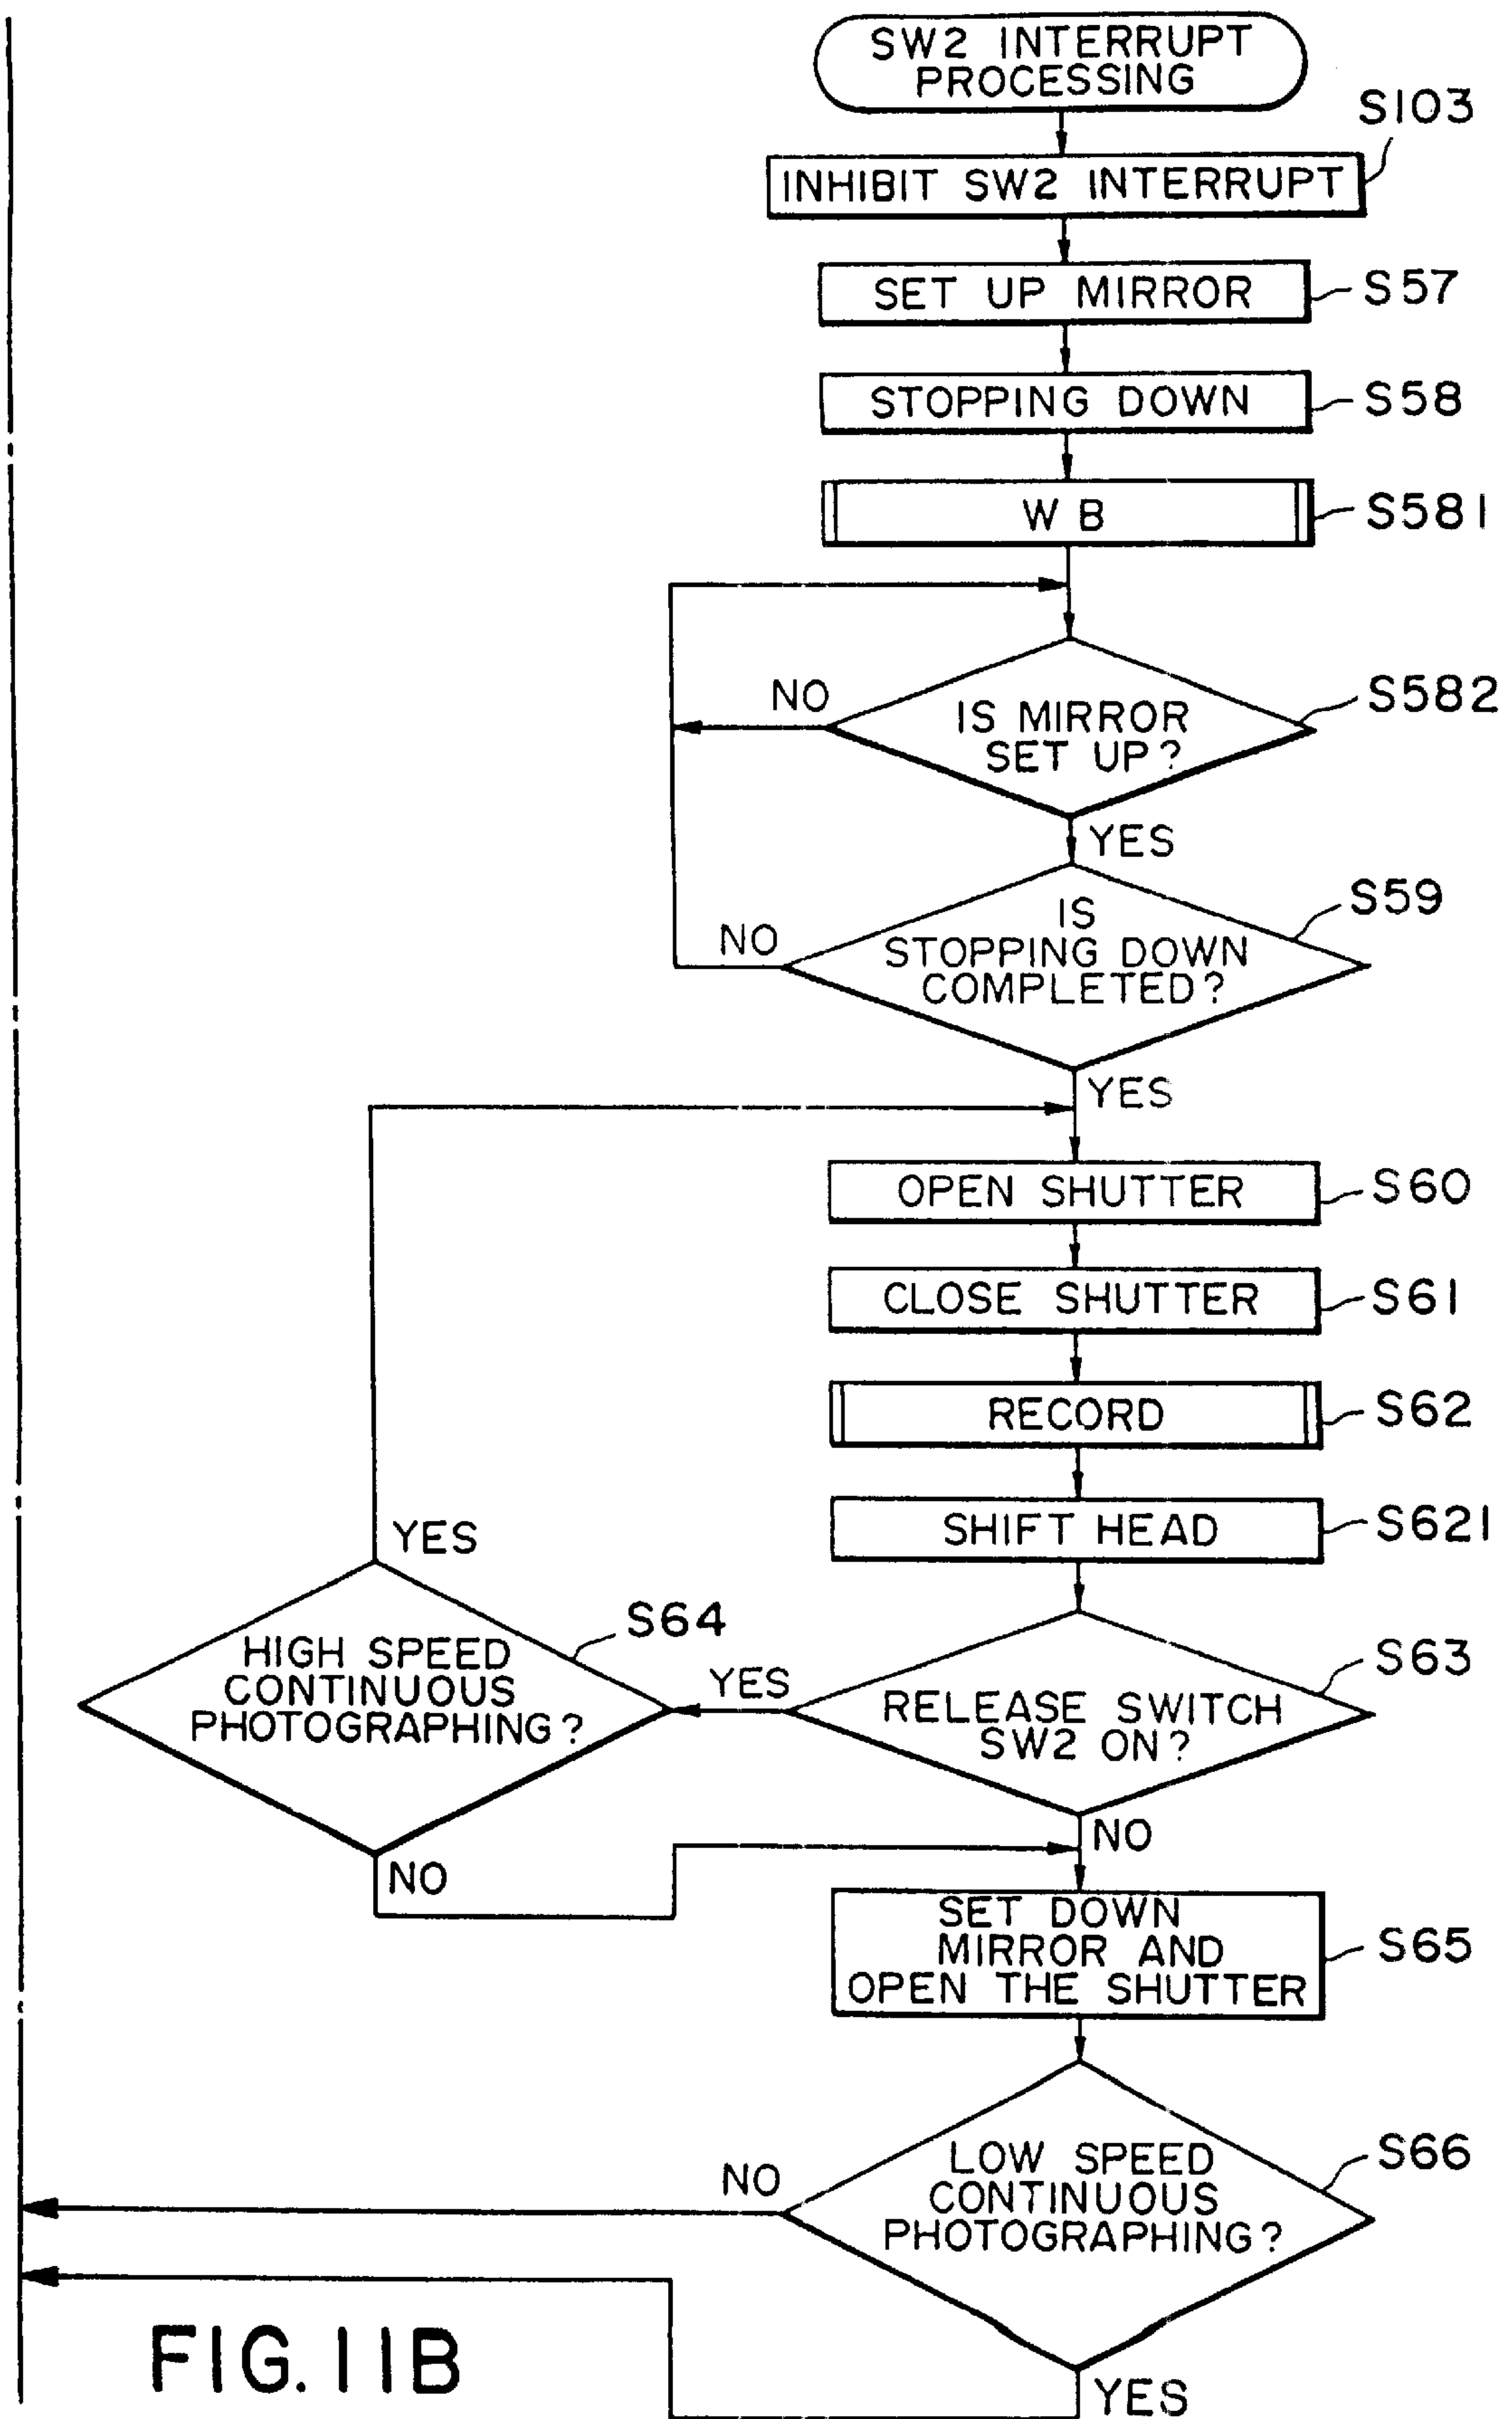 SW2 INTERRUPT
PROCESSING
S103
INHIBIT SW2 INTERRUPT
SET UP MIRROR
S57
STOPPING DOWN
S58
WB
S581
NO
IS MIRROR
SET UP?
S582
YES
IS
STOPPING DOWN
COMPLETED?
S59
NO
YES
OPEN SHUTTER
S60
CLOSE SHUTTER
S61
RECORD
S62
SHIFT HEAD
S621
YES
HIGH SPEED
CONTINUOUS
PHOTOGRAPHING?
S64
YES
RELEASE SWITCH
SW2 ON?
S63
NO
NO
SET DOWN
MIRROR AND
OPEN THE SHUTTER
S65
LOW SPEED
CONTINUOUS
PHOTOGRAPHING?
S66
NO
YES
FIG. 11B